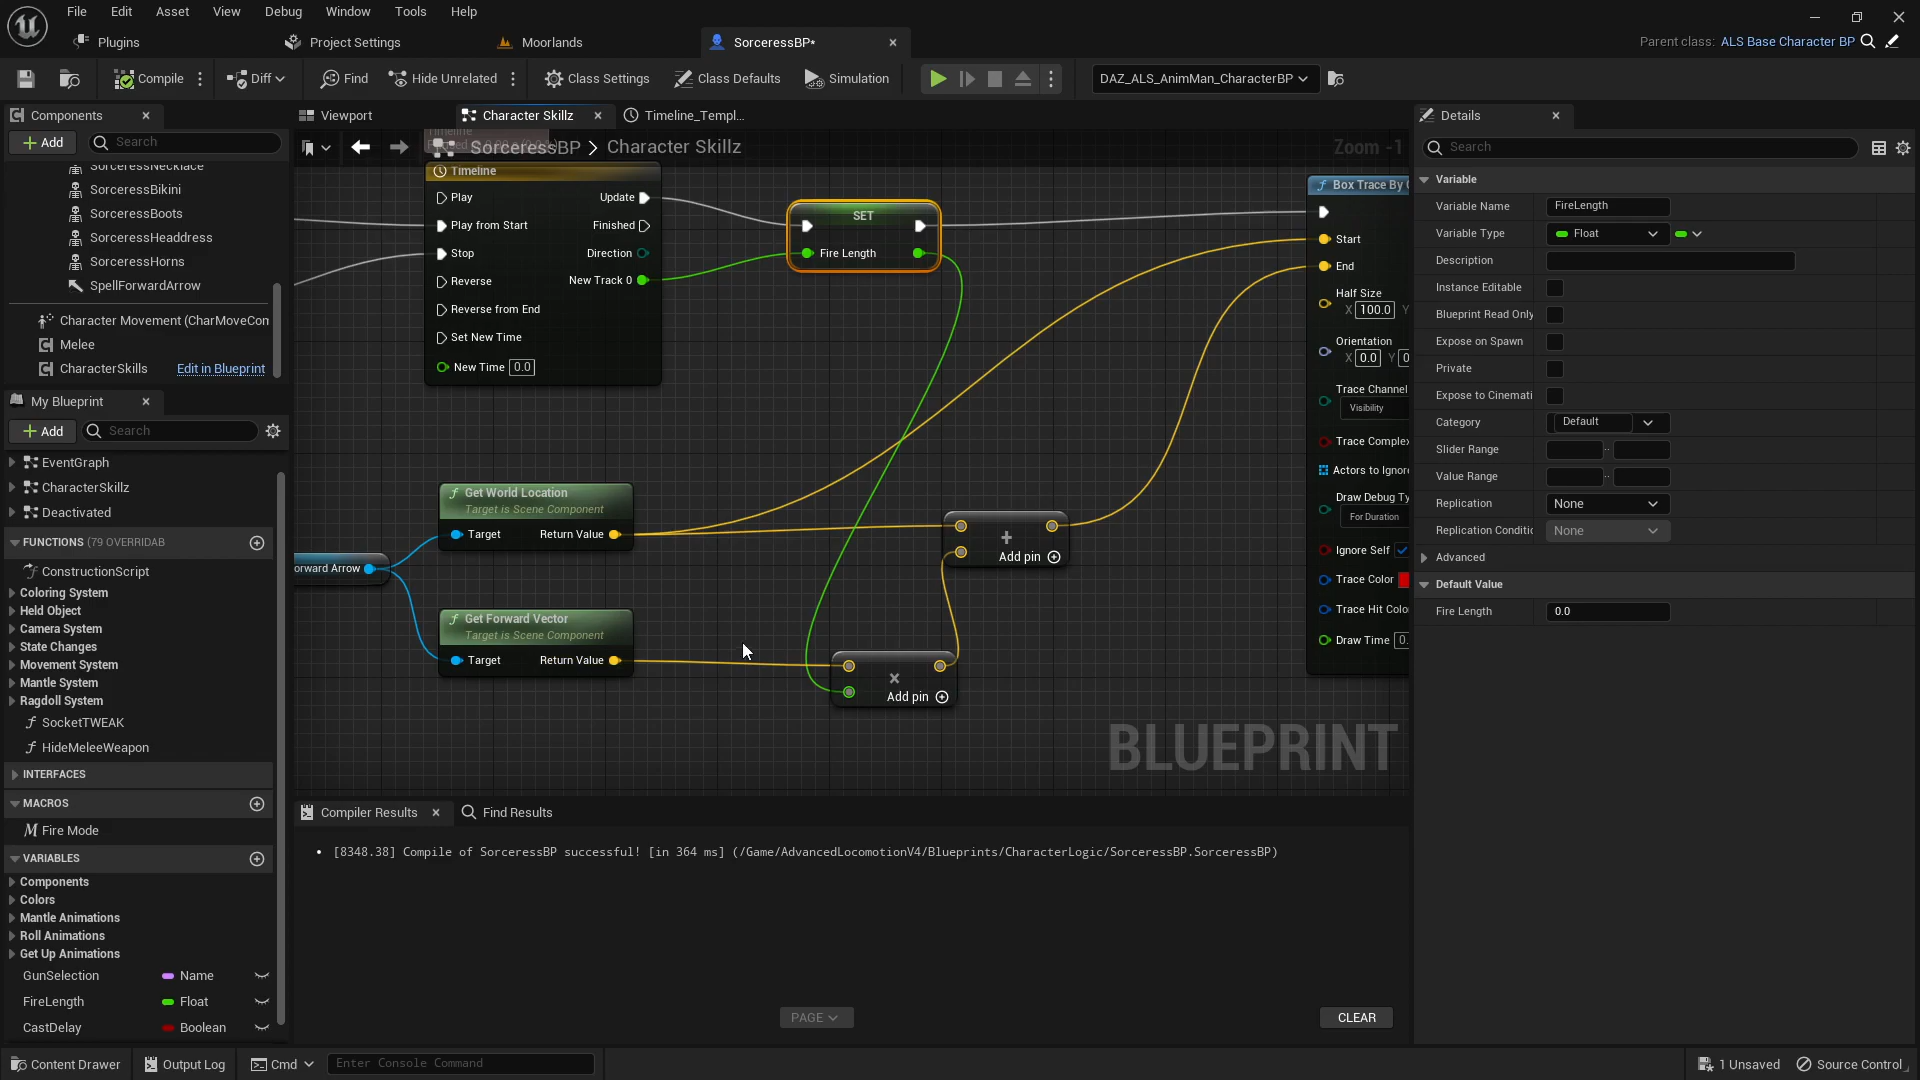 File Edit Asset View Debug Window Tools Help
Plugins Project Settings Moorlands SorceressBP*
Parent class: ALS Base Character BP
Compile Diff Find Hide Unrelated Class Settings Class Defaults Simulation DAZ_ALS_AnimMan_CharacterBP
Components
Add Search
SorceressNecklace
SorceressBikini
SorceressBoots
SorceressHeaddress
SorceressHorns
SpellForwardArrow
Character Movement (CharMoveCon
Melee
CharacterSkills Edit in Blueprint
My Blueprint
Add Search
EventGraph
CharacterSkillz
Deactivated
FUNCTIONS (79 OVERRIDAB
ConstructionScript
Coloring System
Held Object
Camera System
State Changes
Movement System
Mantle System
Ragdoll System
SocketTWEAK
HideMeleeWeapon
INTERFACES
MACROS
Fire Mode
VARIABLES
Components
Colors
Mantle Animations
Roll Animations
Get Up Animations
GunSelection Name
FireLength Float
CastDelay Boolean
Viewport Character Skillz Timeline_Templ...
SorceressBP > Character Skillz
Zoom -1
Timeline
Timeline
Play Update
Play from Start Finished
Stop Direction
Reverse New Track 0
Reverse from End
Set New Time
New Time 0.0
SET
Fire Length
Get World Location
Target is Scene Component
Target Return Value
orward Arrow
Get Forward Vector
Target is Scene Component
Target Return Value
+
Add pin
×
Add pin
Box Trace By C
Start
End
Half Size
X 100.0 Y
Orientation
X 0.0 Y 0
Trace Channel
Visibility
Trace Complex
Actors to Ignore
Draw Debug Ty
For Duration
Ignore Self
Trace Color
Trace Hit Colo
Draw Time 0.
BLUEPRINT
Compiler Results Find Results
[8348.38] Compile of SorceressBP successful! [in 364 ms] (/Game/AdvancedLocomotionV4/Blueprints/CharacterLogic/SorceressBP.SorceressBP)
PAGE CLEAR
Details
Search
Variable
Variable Name FireLength
Variable Type Float
Description
Instance Editable
Blueprint Read Only
Expose on Spawn
Private
Expose to Cinemati
Category Default
Slider Range
Value Range
Replication None
Replication Conditic None
Advanced
Default Value
Fire Length 0.0
Content Drawer Output Log Cmd Enter Console Command 1 Unsaved Source Control